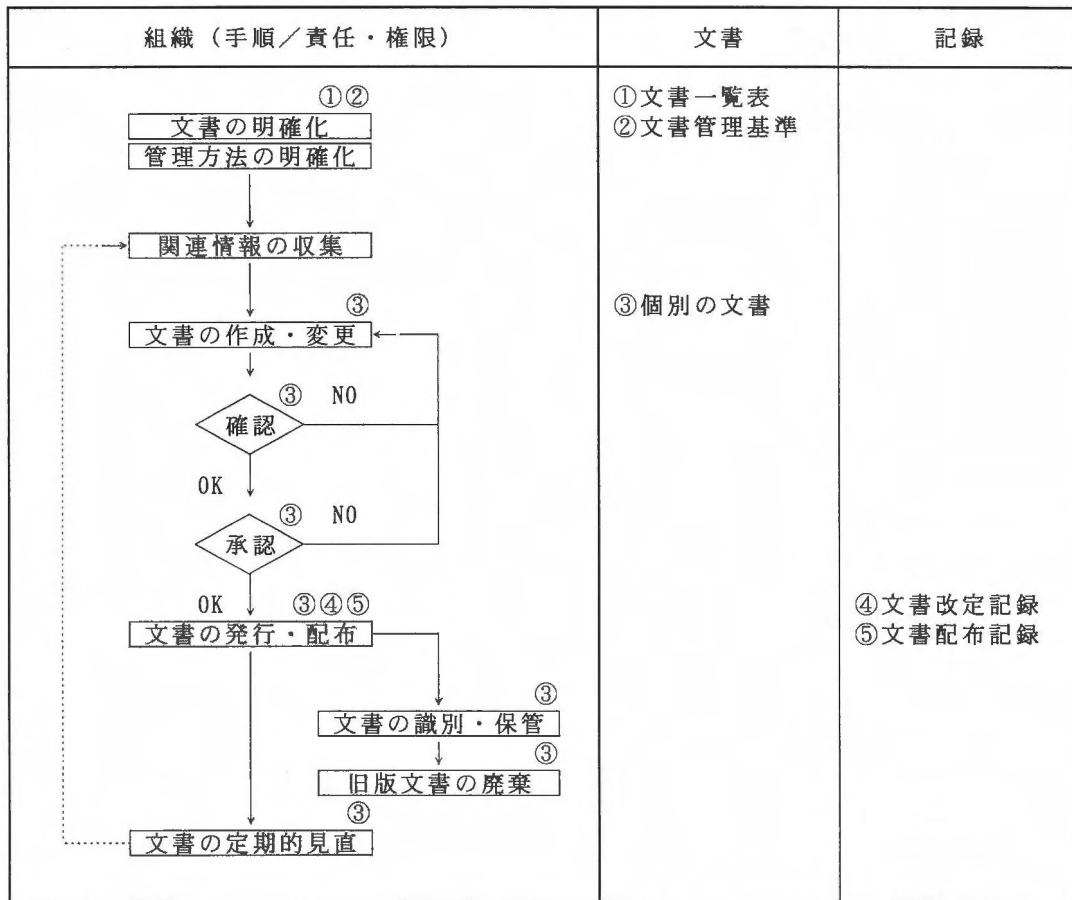 組織（手順／責任・権限）
文書
記録
①②
文書の明確化
管理方法の明確化
①文書一覧表
②文書管理基準
関連情報の収集
③
文書の作成・変更
③個別の文書
③ NO
確認
OK
③ NO
承認
OK
③④⑤
文書の発行・配布
④文書改定記録
⑤文書配布記録
③
文書の識別・保管
③
旧版文書の廃棄
③
文書の定期的見直